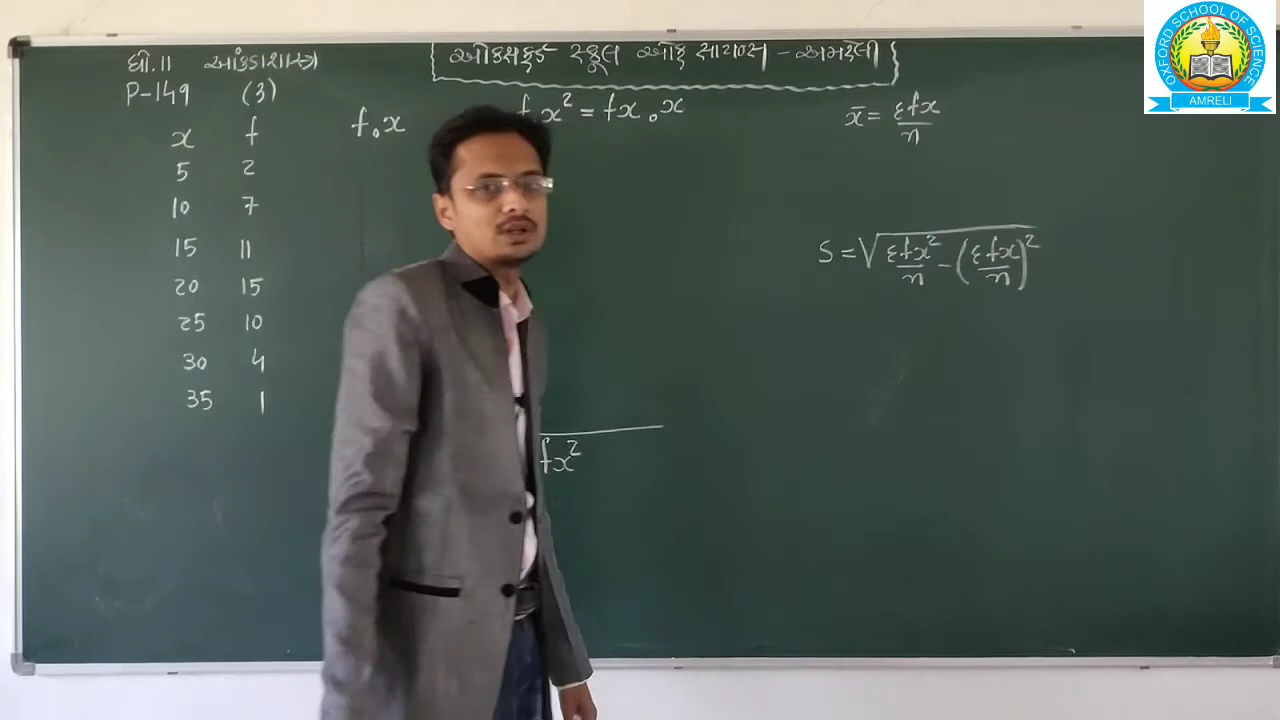 ઓક્સફર્ડ સ્કૂલ ઓફ સાયન્સ - અમરેલી
ધો.11 આંકડાશાસ્ત્ર
P-149 (3)
x f f.x f.x² = fx.x x̄ = Σfx/n
5 2
10 7
15 11
S = √(Σfx²/n - (Σfx/n)²)
20 15
25 10
30 4
35 1
fx²
OXFORD SCHOOL OF SCIENCE
AMRELI